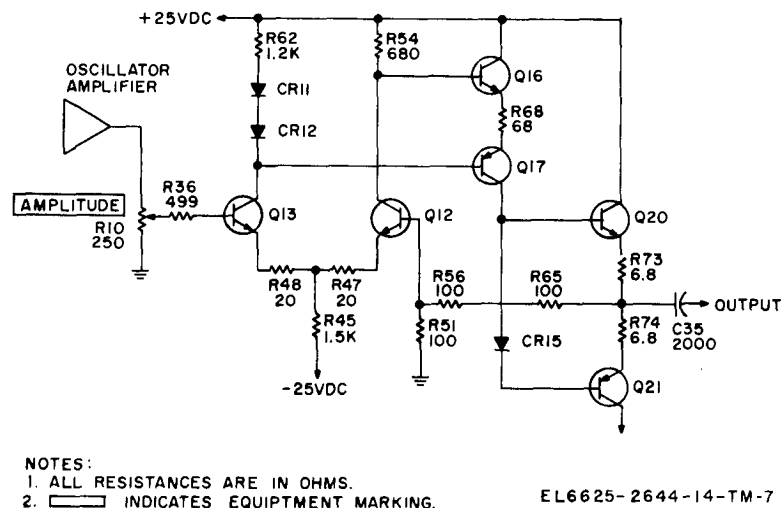 +25VDC
R62
1.2K
R54
680
Q16
OSCILLATOR
AMPLIFIER
CR11
CR12
R68
68
Q17
R36
499
AMPLITUDE
Q13
Q12
Q20
R10
250
R73
6.8
R48
20
R47
20
R56
100
R65
100
OUTPUT
R45
1.5K
R51
100
CR15
R74
6.8
C35
2000
-25VDC
Q21
NOTES:
1. ALL RESISTANCES ARE IN OHMS.
2. INDICATES EQUIPTMENT MARKING.
EL6625-2644-14-TM-7